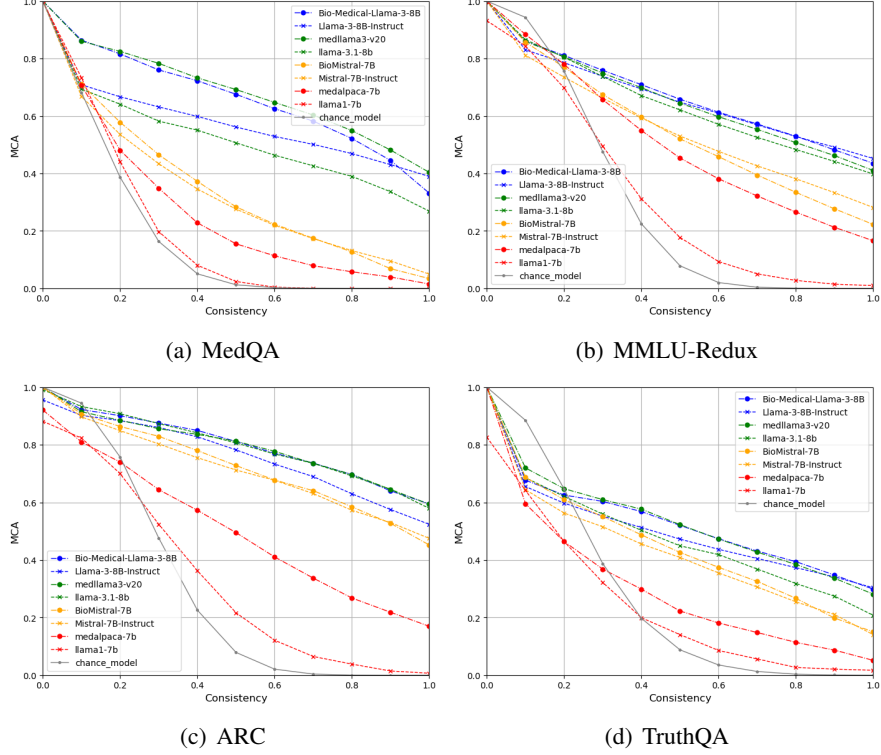 1.0
0.8
0.6
0.4
0.2
0.0
MCA
0.0 0.2 0.4 0.6 0.8 1.0
Consistency
Bio-Medical-Llama-3-8B
Llama-3-8B-Instruct
medllama3-v20
llama-3.1-8b
BioMistral-7B
Mistral-7B-Instruct
medalpaca-7b
llama1-7b
chance_model
(a) MedQA
1.0
0.8
0.6
0.4
0.2
0.0
MCA
0.0 0.2 0.4 0.6 0.8 1.0
Consistency
Bio-Medical-Llama-3-8B
Llama-3-8B-Instruct
medllama3-v20
llama-3.1-8b
BioMistral-7B
Mistral-7B-Instruct
medalpaca-7b
llama1-7b
chance_model
(b) MMLU-Redux
1.0
0.8
0.6
0.4
0.2
0.0
MCA
0.0 0.2 0.4 0.6 0.8 1.0
Consistency
Bio-Medical-Llama-3-8B
Llama-3-8B-Instruct
medllama3-v20
llama-3.1-8b
BioMistral-7B
Mistral-7B-Instruct
medalpaca-7b
llama1-7b
chance_model
(c) ARC
1.0
0.8
0.6
0.4
0.2
0.0
MCA
0.0 0.2 0.4 0.6 0.8 1.0
Consistency
Bio-Medical-Llama-3-8B
Llama-3-8B-Instruct
medllama3-v20
llama-3.1-8b
BioMistral-7B
Mistral-7B-Instruct
medalpaca-7b
llama1-7b
chance_model
(d) TruthQA